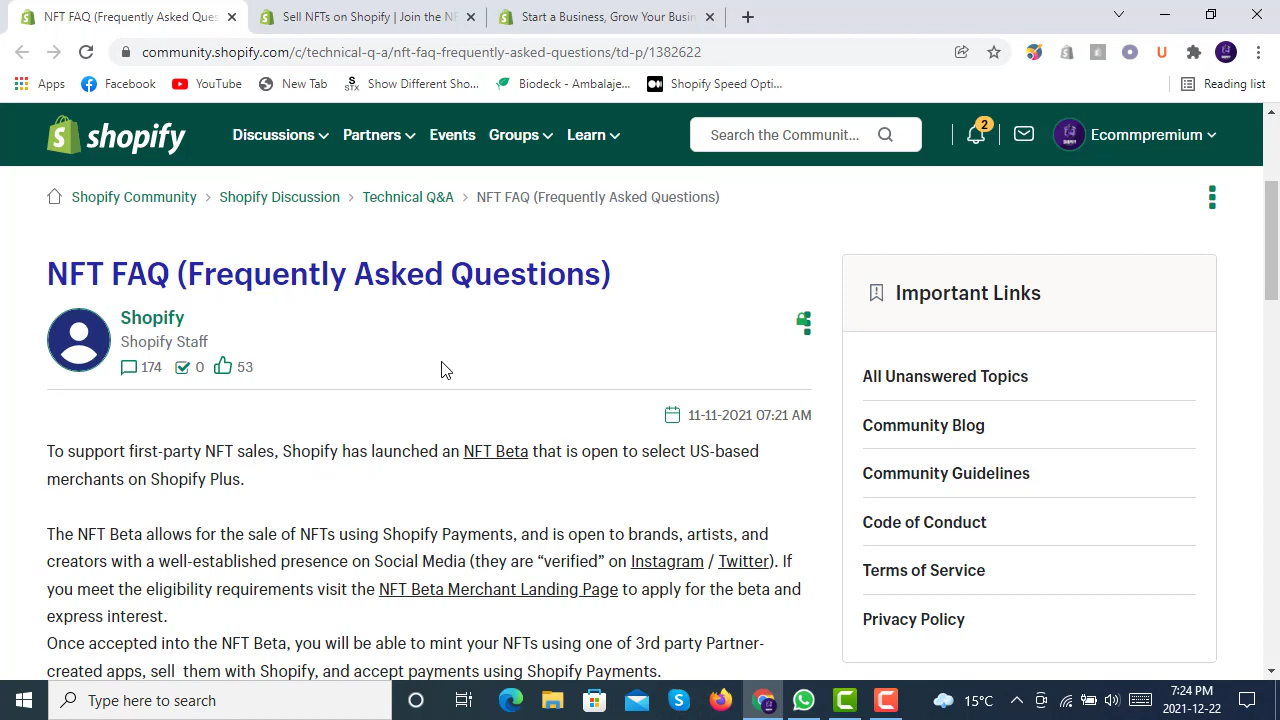 NFT FAQ (Frequently Asked Ques
Sell NFTs on Shopify | Join the NF
Start a Business, Grow Your Busin
community.shopify.com/c/technical-q-a/nft-faq-frequently-asked-questions/td-p/1382622
Apps
Facebook
YouTube
New Tab
STX
Show Different Sho...
Biodeck - Ambalaje...
Shopify Speed Opti...
Reading list
shopify
Discussions
Partners
Events
Groups
Learn
Search the Communit...
2
Ecommpremium
Shopify Community > Shopify Discussion > Technical Q&A > NFT FAQ (Frequently Asked Questions)
NFT FAQ (Frequently Asked Questions)
Shopify
Shopify Staff
174
0
53
11-11-2021 07:21 AM
To support first-party NFT sales, Shopify has launched an NFT Beta that is open to select US-based
merchants on Shopify Plus.
The NFT Beta allows for the sale of NFTs using Shopify Payments, and is open to brands, artists, and
creators with a well-established presence on Social Media (they are “verified” on Instagram / Twitter). If
you meet the eligibility requirements visit the NFT Beta Merchant Landing Page to apply for the beta and
express interest.
Once accepted into the NFT Beta, you will be able to mint your NFTs using one of 3rd party Partner-
created apps, sell them with Shopify, and accept payments using Shopify Payments.
Important Links
All Unanswered Topics
Community Blog
Community Guidelines
Code of Conduct
Terms of Service
Privacy Policy
Type here to search
15°C
7:24 PM
2021-12-22